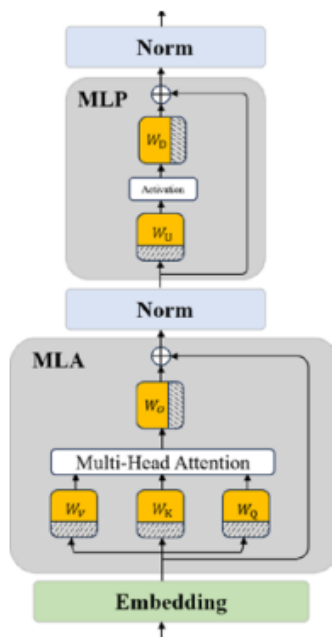 Norm
MLP
W_D
Activation
W_U
Norm
MLA
W_O
Multi-Head Attention
W_V W_K W_Q
Embedding